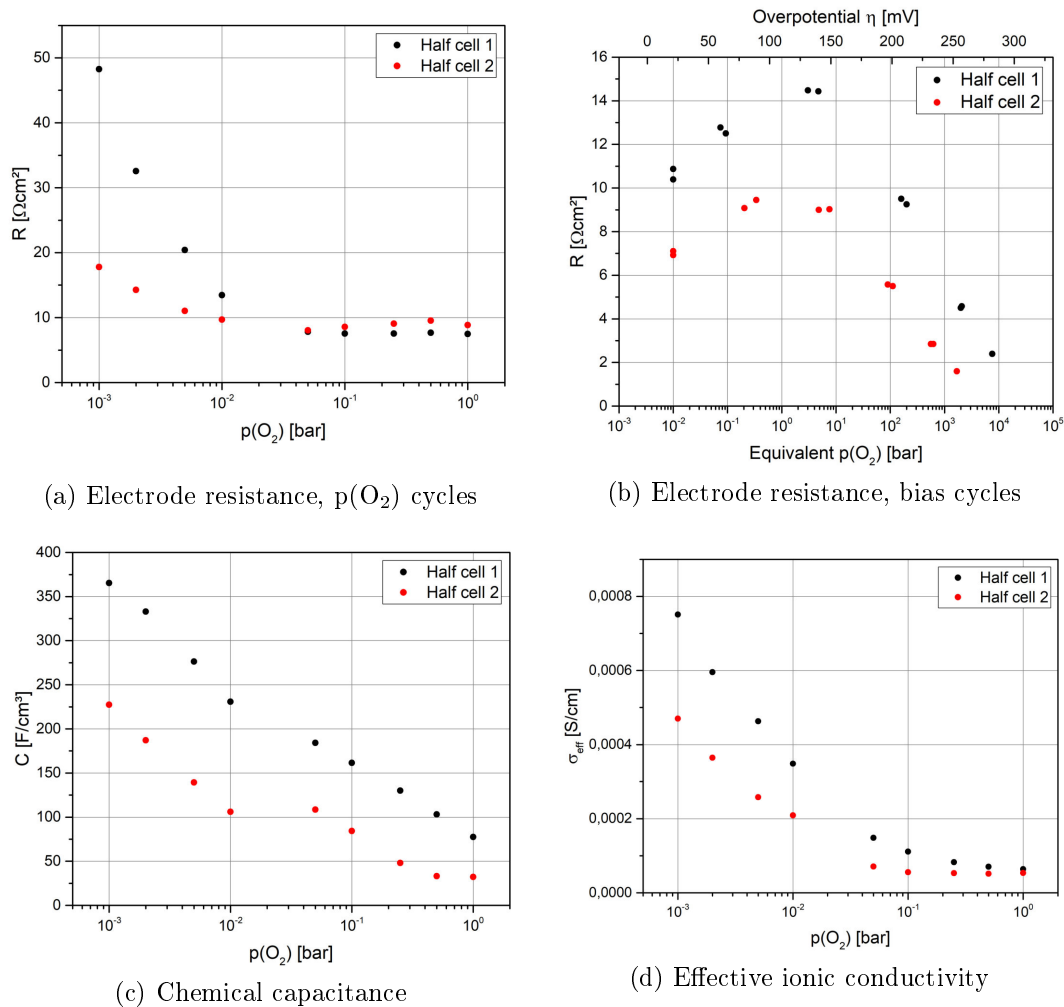 Half cell 1
Half cell 2
50
40
30
20
10
0
R [Ωcm²]
10⁻³ 10⁻² 10⁻¹ 10⁰
p(O₂) [bar]
(a) Electrode resistance, p(O₂) cycles
Overpotential η [mV]
0 50 100 150 200 250 300
Half cell 1
Half cell 2
16
14
12
10
8
6
4
2
0
R [Ωcm²]
10⁻³ 10⁻² 10⁻¹ 10⁰ 10¹ 10² 10³ 10⁴ 10⁵
Equivalent p(O₂) [bar]
(b) Electrode resistance, bias cycles
Half cell 1
Half cell 2
400
350
300
250
200
150
100
50
0
C [F/cm³]
10⁻³ 10⁻² 10⁻¹ 10⁰
p(O₂) [bar]
(c) Chemical capacitance
Half cell 1
Half cell 2
0,0008
0,0006
0,0004
0,0002
0,0000
σeff [S/cm]
10⁻³ 10⁻² 10⁻¹ 10⁰
p(O₂) [bar]
(d) Effective ionic conductivity